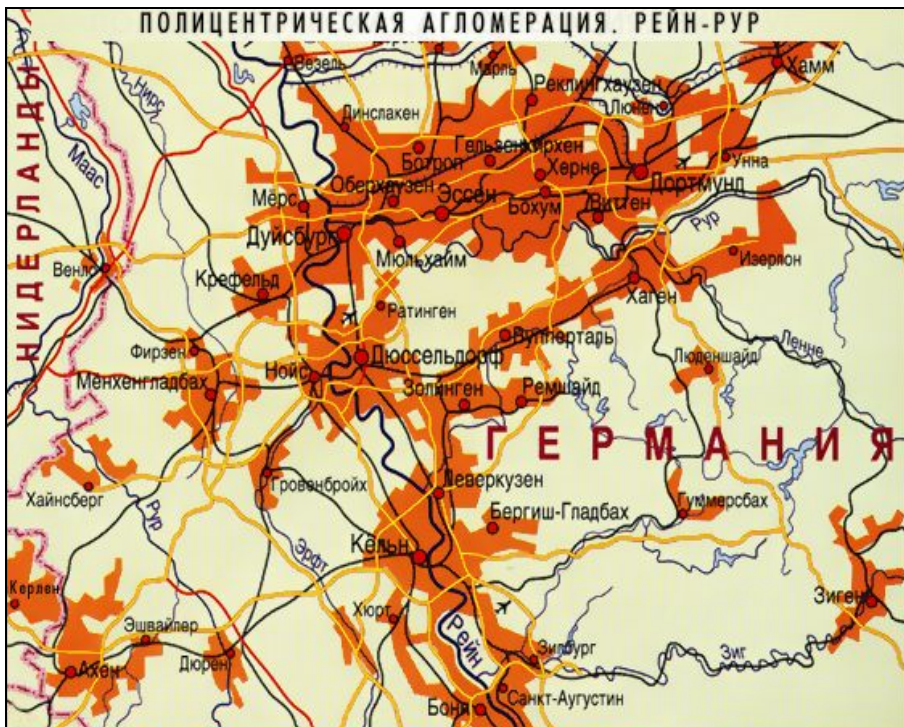 ПОЛИЦЕНТРИЧЕСКАЯ АГЛОМЕРАЦИЯ. РЕЙН-РУР
НИДЕРЛАНДЫ
Везель
Марль
Хамм
Нирс
Реклингхаузен
Люнен
Динслакен
Маас
Гельзенкирхен
Ботроп
Херне
Унна
Дортмунд
Оберхаузен
Эссен
Бохум
Виттен
Мёрс
Дуйсбург
Рур
Мюльхайм
Изерлон
Венло
Крефельд
Хаген
Ратинген
Вупперталь
Ленне
Фирзен
Дюссельдорф
Люденшайд
Нойс
Менхенгладбах
Золинген
Ремшайд
ГЕРМАНИЯ
Хайнсберг
Гровенбройх
Леверкузен
Рур
Гуммерсбах
Бергиш-Гладбах
Эрфт
Кёльн
Керлен
Зиген
Хюрт
Эшвайлер
Рейн
Дюрен
Зигбург
Зиг
Ахен
Санкт-Аугустин
Бонн